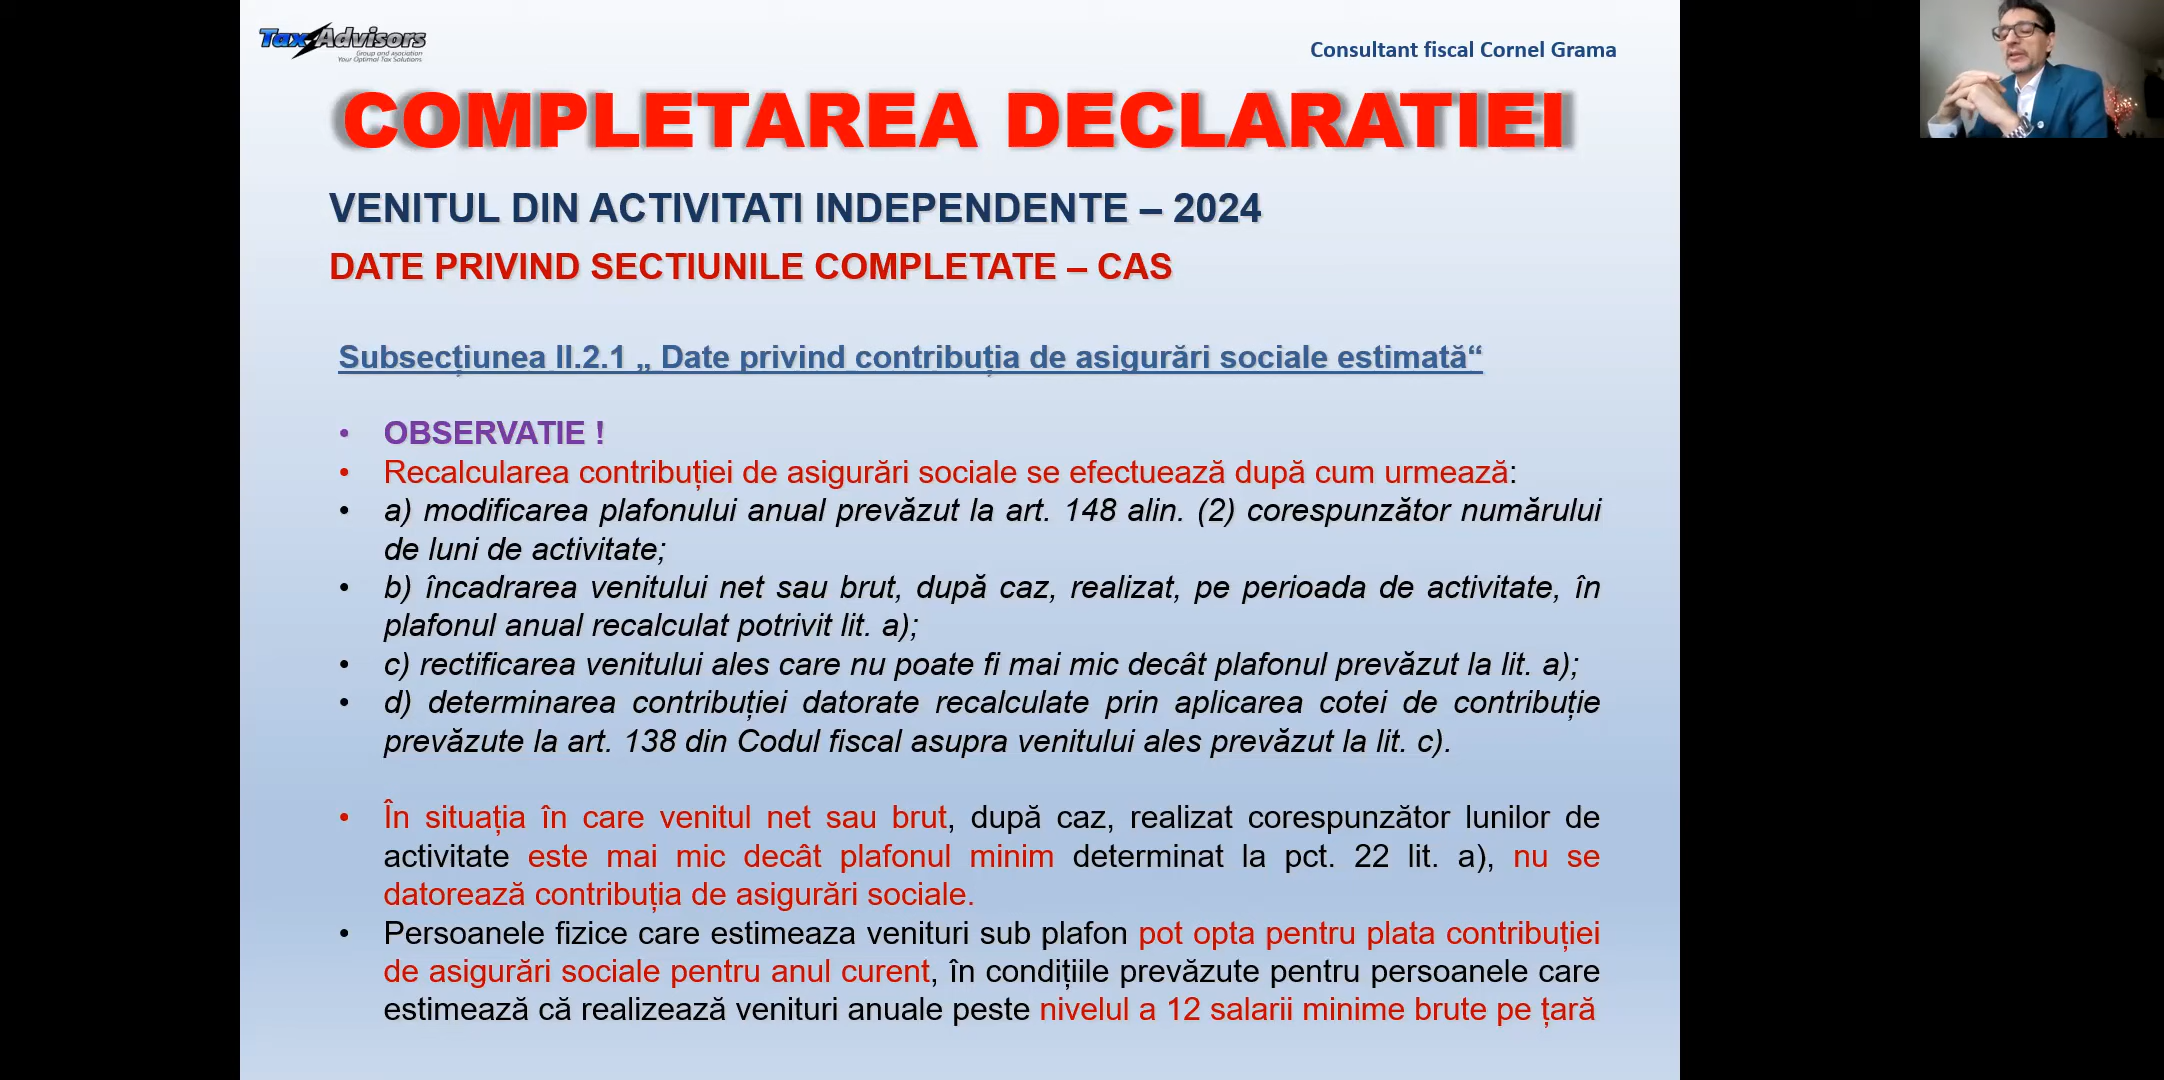 Tax Advisors
Group and Asociation
Your Optimal Tax Solutions
Consultant fiscal Cornel Grama
COMPLETAREA DECLARATIEI
VENITUL DIN ACTIVITATI INDEPENDENTE – 2024
DATE PRIVIND SECTIUNILE COMPLETATE – CAS
Subsecțiunea II.2.1 „ Date privind contribuția de asigurări sociale estimată“
• OBSERVATIE !
• Recalcularea contribuției de asigurări sociale se efectuează după cum urmează:
• a) modificarea plafonului anual prevăzut la art. 148 alin. (2) corespunzător numărului
de luni de activitate;
• b) încadrarea venitului net sau brut, după caz, realizat, pe perioada de activitate, în
plafonul anual recalculat potrivit lit. a);
• c) rectificarea venitului ales care nu poate fi mai mic decât plafonul prevăzut la lit. a);
• d) determinarea contribuției datorate recalculate prin aplicarea cotei de contribuție
prevăzute la art. 138 din Codul fiscal asupra venitului ales prevăzut la lit. c).
• În situația în care venitul net sau brut, după caz, realizat corespunzător lunilor de
activitate este mai mic decât plafonul minim determinat la pct. 22 lit. a), nu se
datorează contribuția de asigurări sociale.
• Persoanele fizice care estimeaza venituri sub plafon pot opta pentru plata contribuției
de asigurări sociale pentru anul curent, în condițiile prevăzute pentru persoanele care
estimează că realizează venituri anuale peste nivelul a 12 salarii minime brute pe țară